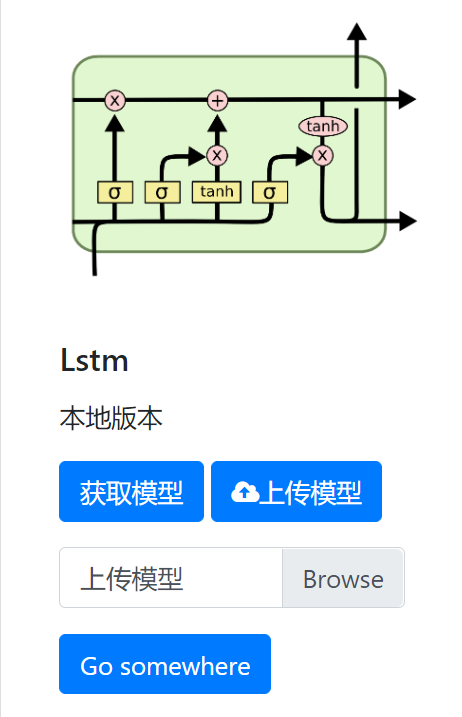 x
+
tanh
x
x
σ
σ
tanh
σ
Lstm
本地版本
获取模型
上传模型
上传模型
Browse
Go somewhere